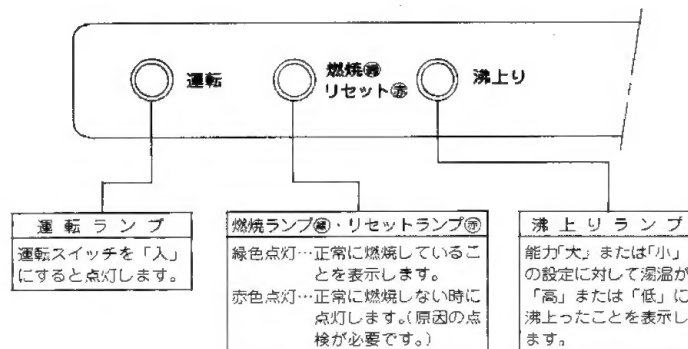 運転
燃焼㊵
リセット㊤
沸上り
運転ランプ
運転スイッチを「入」
にすると点灯します。
燃焼ランプ緑・リセットランプ赤
緑色点灯…正常に燃焼しているこ
とを表示します。
赤色点灯…正常に燃焼しない時に
点灯します。(原因の点
検が必要です。)
沸上りランプ
能力「大」または「小」
の設定に対して湯温が
「高」または「低」に
沸上ったことを表示し
ます。